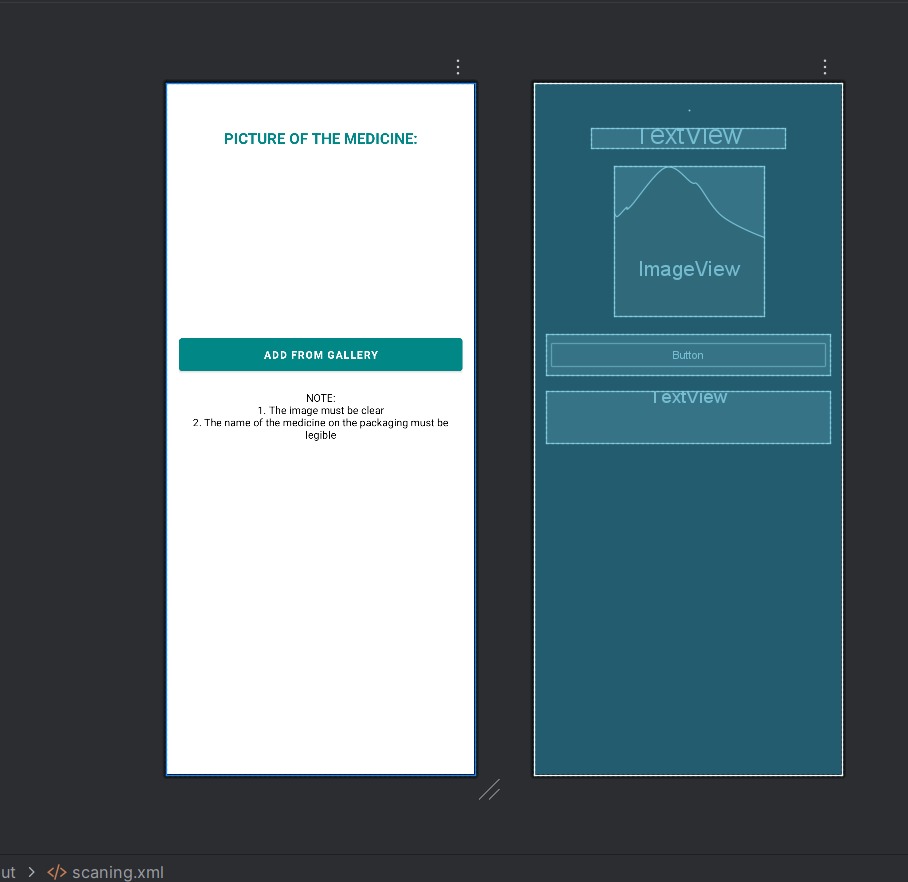 PICTURE OF THE MEDICINE:
TextView
ImageView
ADD FROM GALLERY
Button
NOTE:
1. The image must be clear
2. The name of the medicine on the packaging must be
legible
TextView
ut > </> scaning.xml